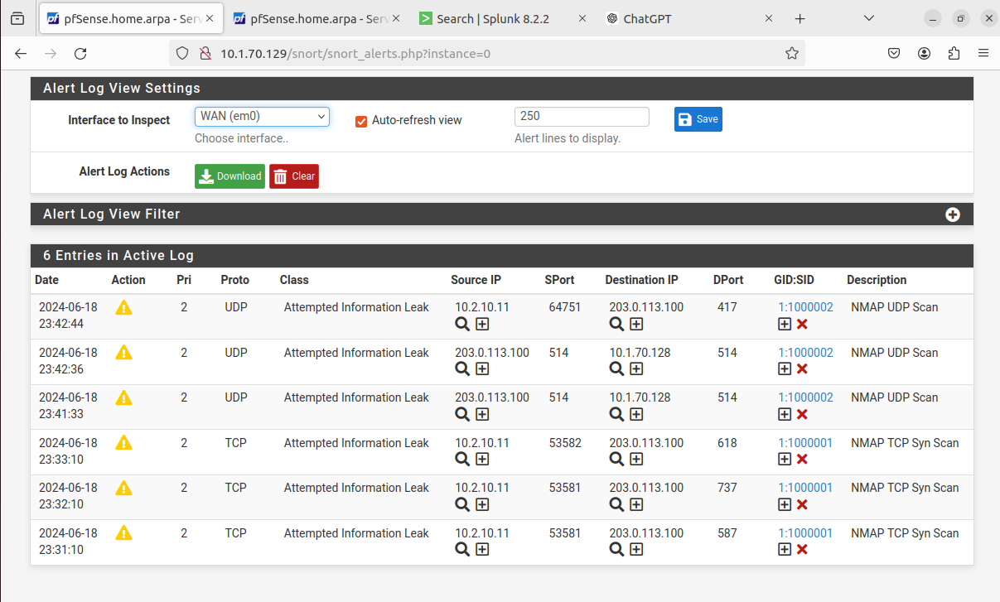 pfSense.home.arpa - Serv
pfSense.home.arpa - Serv
Search | Splunk 8.2.2
ChatGPT
10.1.70.129/snort/snort_alerts.php?instance=0
Alert Log View Settings
Interface to Inspect WAN (em0) Auto-refresh view 250 Save
Choose interface.. Alert lines to display.
Alert Log Actions Download Clear
Alert Log View Filter
6 Entries in Active Log
Date Action Pri Proto Class Source IP SPort Destination IP DPort GID:SID Description
2024-06-18 2 UDP Attempted Information Leak 10.2.10.11 64751 203.0.113.100 417 1:1000002 NMAP UDP Scan
23:42:44
2024-06-18 2 UDP Attempted Information Leak 203.0.113.100 514 10.1.70.128 514 1:1000002 NMAP UDP Scan
23:42:36
2024-06-18 2 UDP Attempted Information Leak 203.0.113.100 514 10.1.70.128 514 1:1000002 NMAP UDP Scan
23:41:33
2024-06-18 2 TCP Attempted Information Leak 10.2.10.11 53582 203.0.113.100 618 1:1000001 NMAP TCP Syn Scan
23:33:10
2024-06-18 2 TCP Attempted Information Leak 10.2.10.11 53581 203.0.113.100 737 1:1000001 NMAP TCP Syn Scan
23:32:10
2024-06-18 2 TCP Attempted Information Leak 10.2.10.11 53581 203.0.113.100 587 1:1000001 NMAP TCP Syn Scan
23:31:10